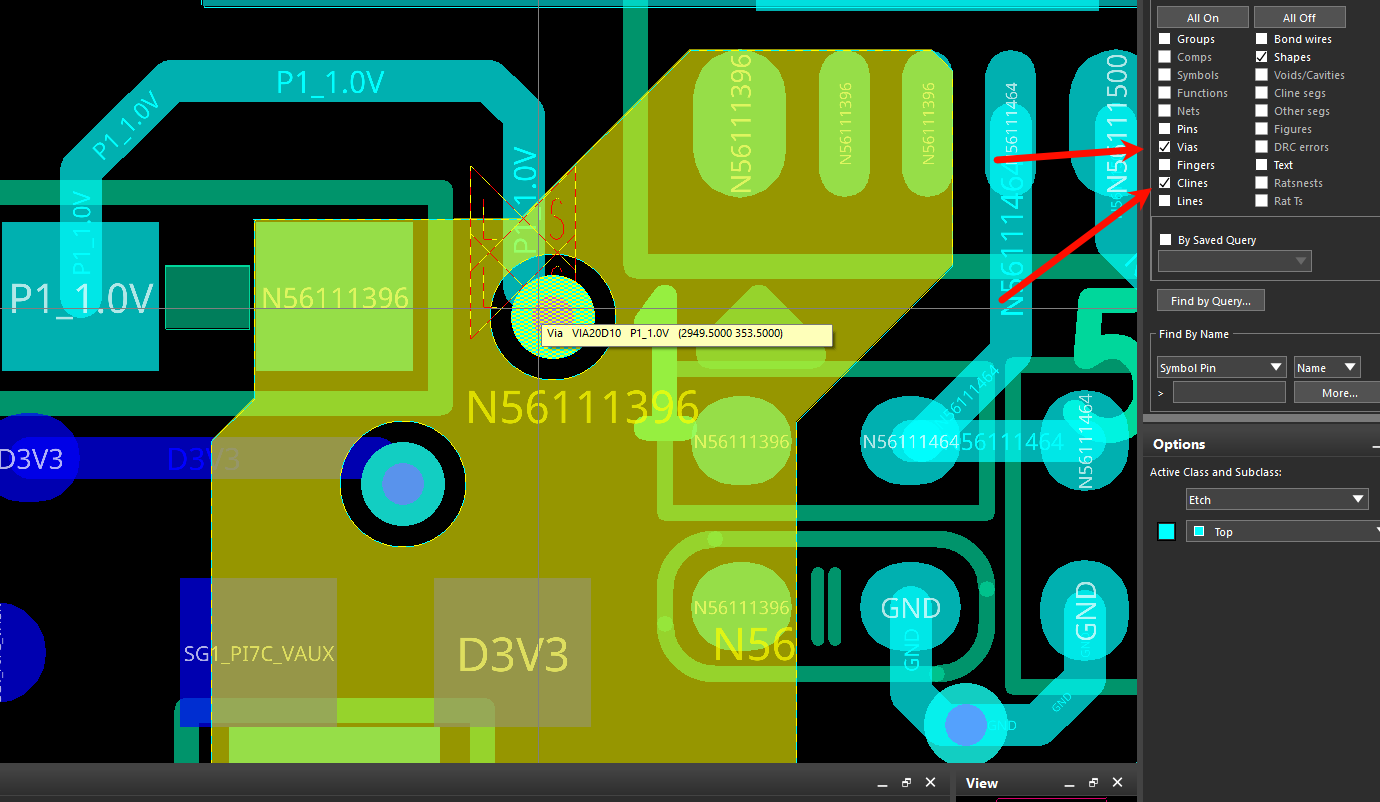 All On
All Off
Groups
Bond wires
Comps
Shapes
Symbols
Voids/Cavities
Functions
Cline segs
Nets
Other segs
Pins
Figures
Vias
DRC errors
Fingers
Text
Clines
Ratsnests
Lines
Rat Ts
By Saved Query
Find by Query...
Find By Name
Symbol Pin
Name
>
More...
Options
Active Class and Subclass:
Etch
Top
P1_1.0V
P1_1.0V
P1_1.0V
P1_1.0V
P1_1.0V
N56111396
N56111396
N56111396
N56111396
56111464
N56111464
N56111500
Via VIA20D10 P1_1.0V (2949.5000 353.5000)
N56111396
N56111396
N56111464
56111464
56111464
N56111464
D3V3
D3V3
N56111396
N56
GND
GND
GND
GND
GND
SG1_PI7C_VAUX
D3V3
View